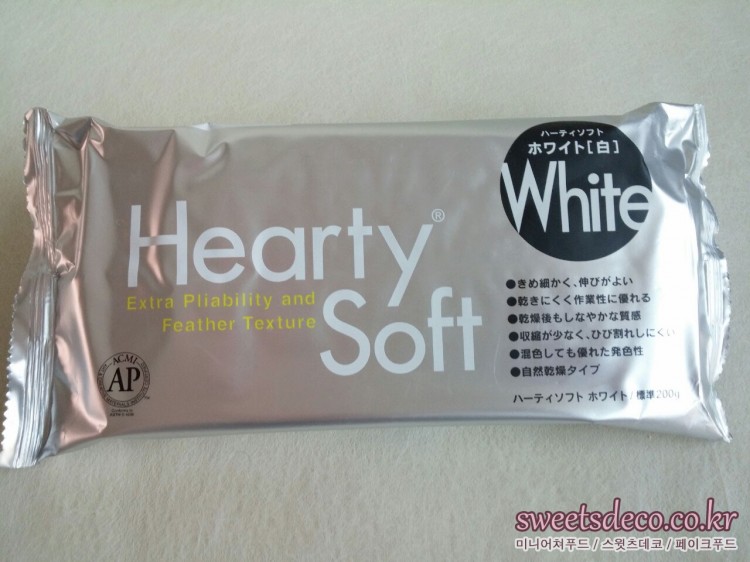 ハーティソフト
ホワイト[白]
White
Hearty®
Extra Pliability and
Feather Texture
Soft
●きめ細かく、伸びがよい
●乾きにくく作業性に優れる
●乾燥後もしなやかな質感
●収縮が少なく、ひび割れしにくい
●混色しても優れた発色性
●自然乾燥タイプ
ハーティソフト ホワイト/標準200g
ACMI
AP
sweetsdeco.co.kr
미니어쳐푸드 / 스윗츠데코 / 페이크푸드